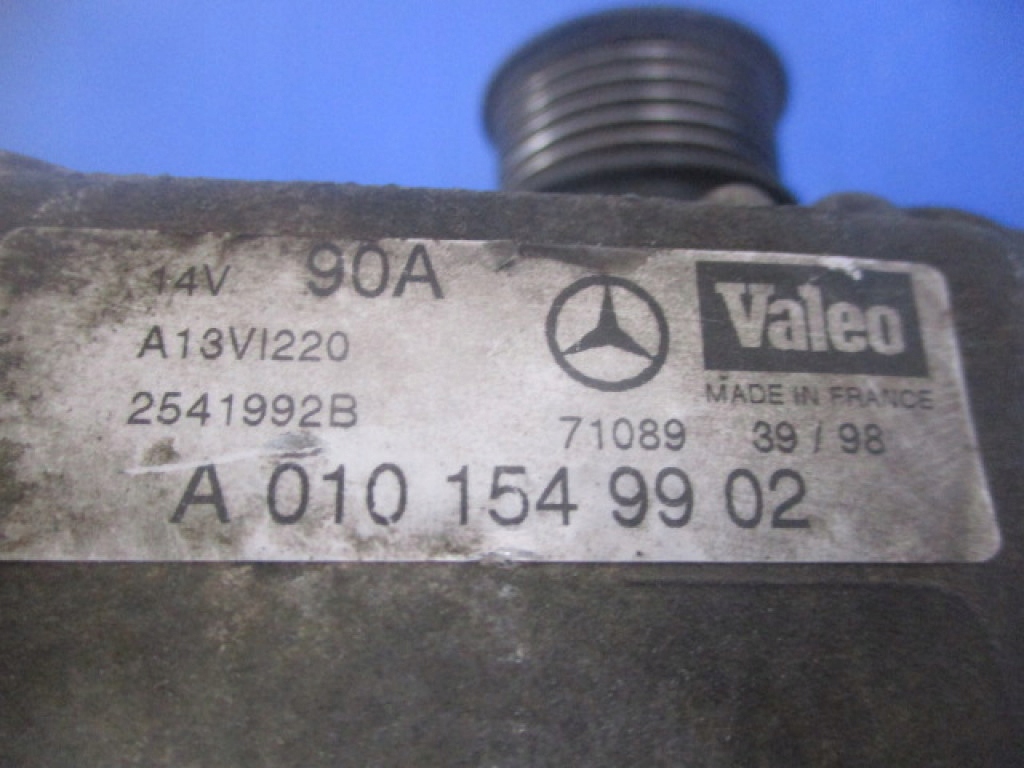 14V 90A
Valeo
A13VI220
MADE IN FRANCE
2541992B
71089 39 / 98
A 010 154 99 02